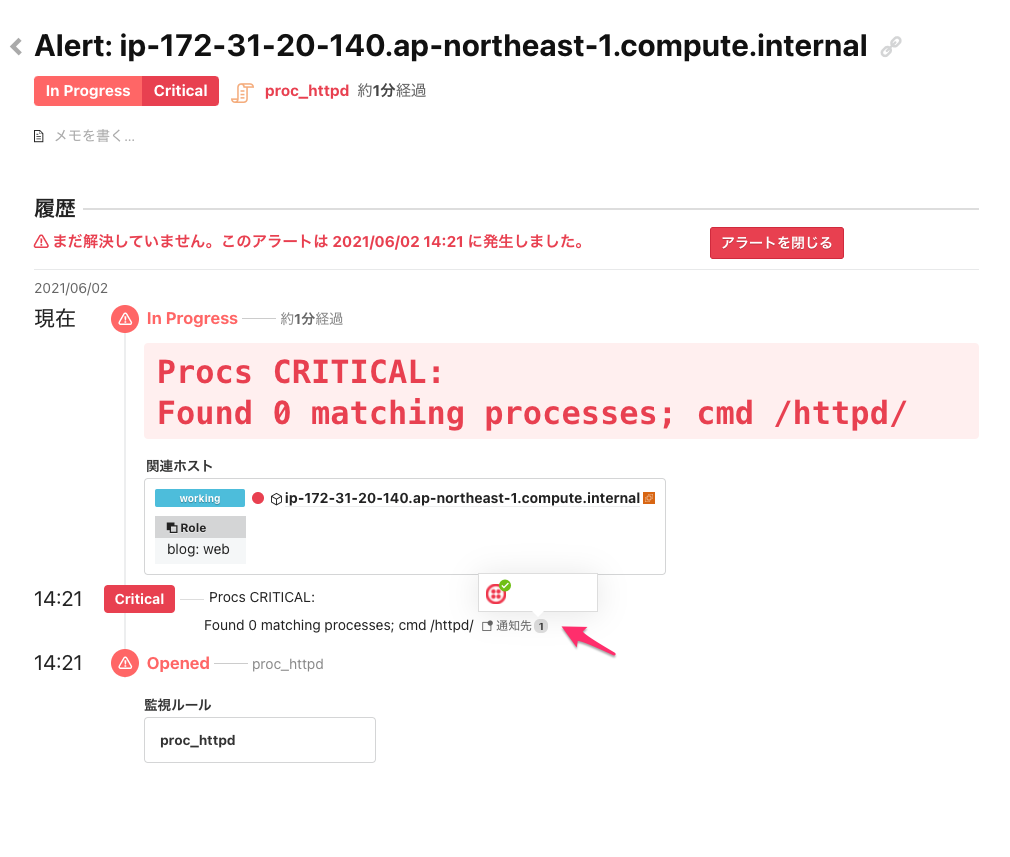 Alert: ip-172-31-20-140.ap-northeast-1.compute.internal
In Progress Critical proc_httpd 約1分経過
メモを書く...
履歴
まだ解決していません。このアラートは 2021/06/02 14:21 に発生しました。 アラートを閉じる
2021/06/02
現在 In Progress 約1分経過
Procs CRITICAL:
Found 0 matching processes; cmd /httpd/
関連ホスト
working ip-172-31-20-140.ap-northeast-1.compute.internal
Role
blog: web
14:21 Critical Procs CRITICAL:
Found 0 matching processes; cmd /httpd/ 通知先 1
14:21 Opened proc_httpd
監視ルール
proc_httpd